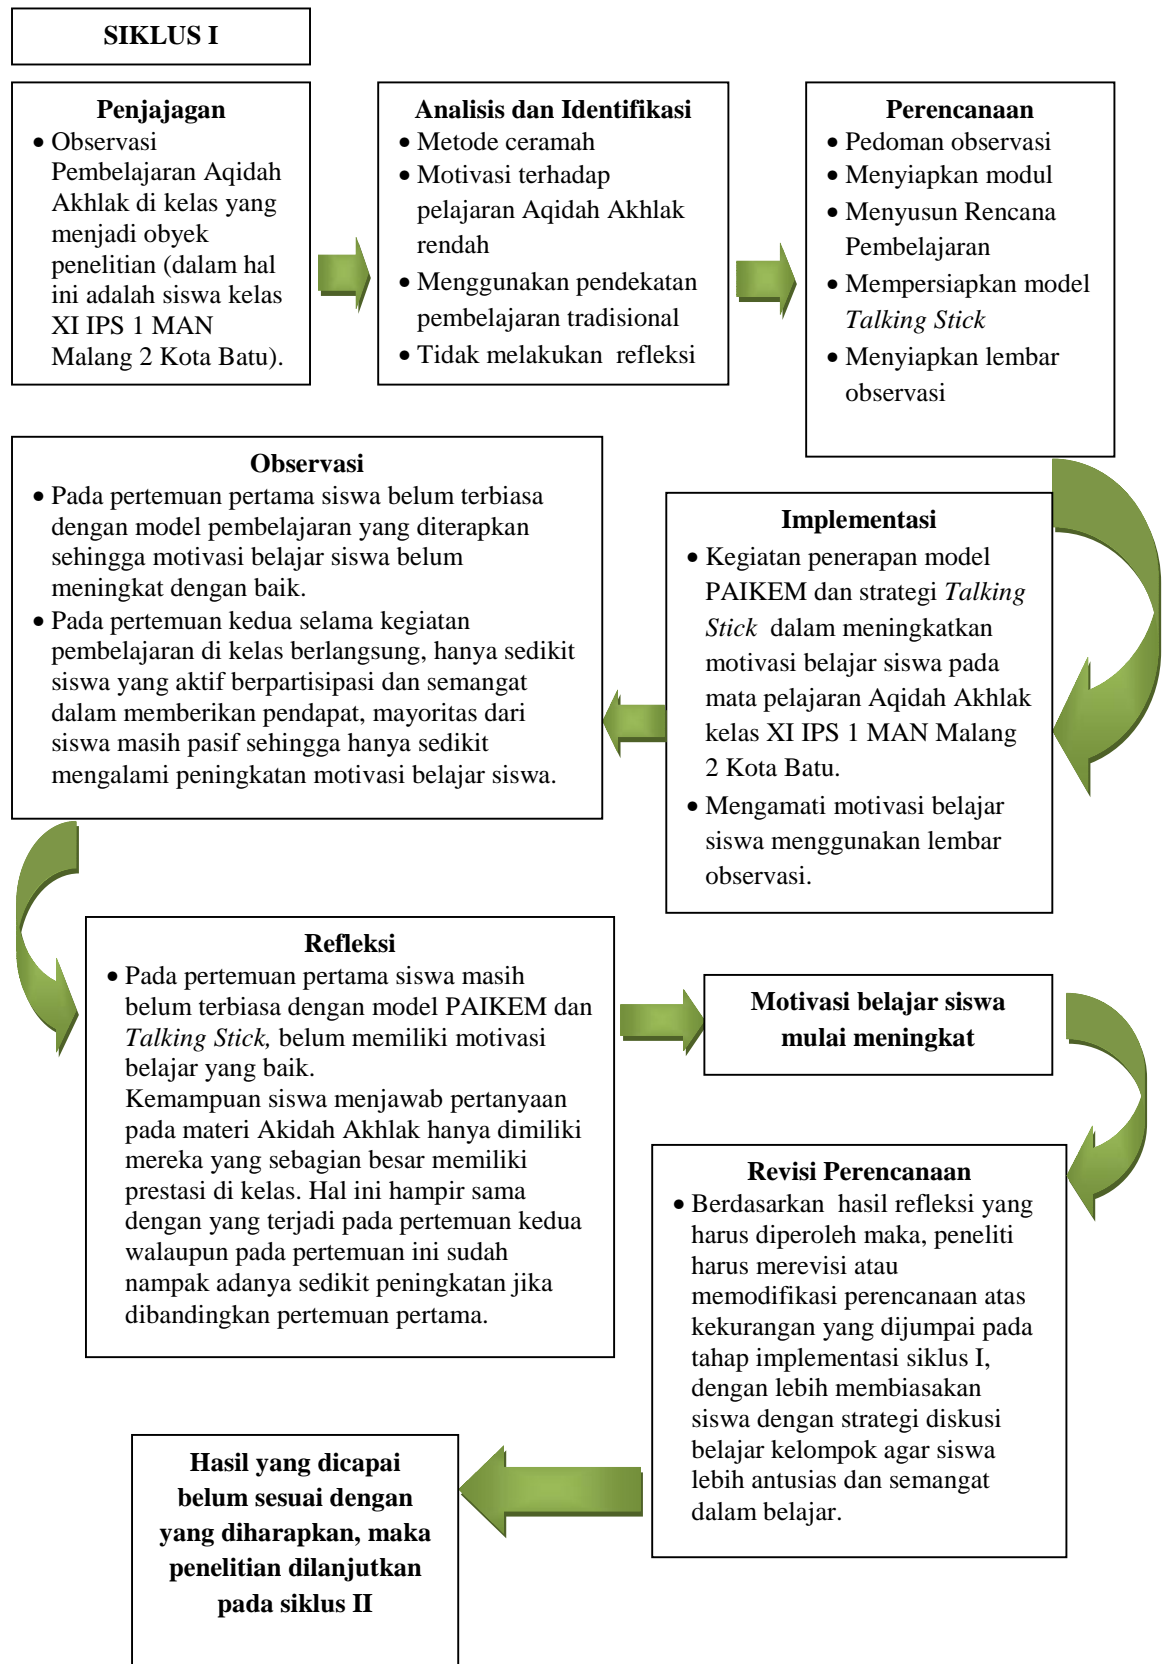 SIKLUS I
Penjajagan
• Observasi
Pembelajaran Aqidah
Akhlak di kelas yang
menjadi obyek
penelitian (dalam hal
ini adalah siswa kelas
XI IPS 1 MAN
Malang 2 Kota Batu).
Analisis dan Identifikasi
• Metode ceramah
• Motivasi terhadap
pelajaran Aqidah Akhlak
rendah
• Menggunakan pendekatan
pembelajaran tradisional
• Tidak melakukan  refleksi
Perencanaan
• Pedoman observasi
• Menyiapkan modul
• Menyusun Rencana
Pembelajaran
• Mempersiapkan model
Talking Stick
• Menyiapkan lembar
observasi
Implementasi
• Kegiatan penerapan model
PAIKEM dan strategi Talking
Stick  dalam meningkatkan
motivasi belajar siswa pada
mata pelajaran Aqidah Akhlak
kelas XI IPS 1 MAN Malang
2 Kota Batu.
• Mengamati motivasi belajar
siswa menggunakan lembar
observasi.
Observasi
• Pada pertemuan pertama siswa belum terbiasa
dengan model pembelajaran yang diterapkan
sehingga motivasi belajar siswa belum
meningkat dengan baik.
• Pada pertemuan kedua selama kegiatan
pembelajaran di kelas berlangsung, hanya sedikit
siswa yang aktif berpartisipasi dan semangat
dalam memberikan pendapat, mayoritas dari
siswa masih pasif sehingga hanya sedikit
mengalami peningkatan motivasi belajar siswa.
Refleksi
• Pada pertemuan pertama siswa masih
belum terbiasa dengan model PAIKEM dan
Talking Stick, belum memiliki motivasi
belajar yang baik.
Kemampuan siswa menjawab pertanyaan
pada materi Akidah Akhlak hanya dimiliki
mereka yang sebagian besar memiliki
prestasi di kelas. Hal ini hampir sama
dengan yang terjadi pada pertemuan kedua
walaupun pada pertemuan ini sudah
nampak adanya sedikit peningkatan jika
dibandingkan pertemuan pertama.
Motivasi belajar siswa
mulai meningkat
Revisi Perencanaan
• Berdasarkan  hasil refleksi yang
harus diperoleh maka, peneliti
harus merevisi atau
memodifikasi perencanaan atas
kekurangan yang dijumpai pada
tahap implementasi siklus I,
dengan lebih membiasakan
siswa dengan strategi diskusi
belajar kelompok agar siswa
lebih antusias dan semangat
dalam belajar.
Hasil yang dicapai
belum sesuai dengan
yang diharapkan, maka
penelitian dilanjutkan
pada siklus II